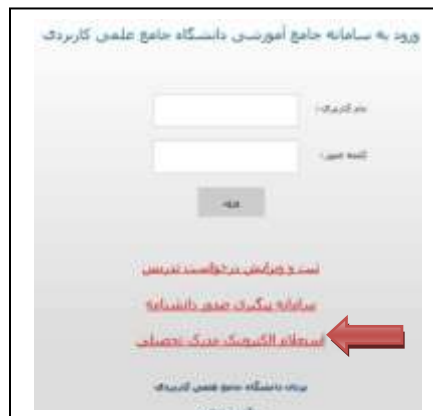 ورود به سامانه جامع آموزشی دانشگاه جامع علمی کاربردی
نام کاربری:
کلمه عبور:
ورود
ثبت و ویرایش درخواست تدریس
سامانه پیگیری صدور دانشنامه
استعلام الکترونیک مدرک تحصیلی
دانشگاه جامع علمی کاربردی